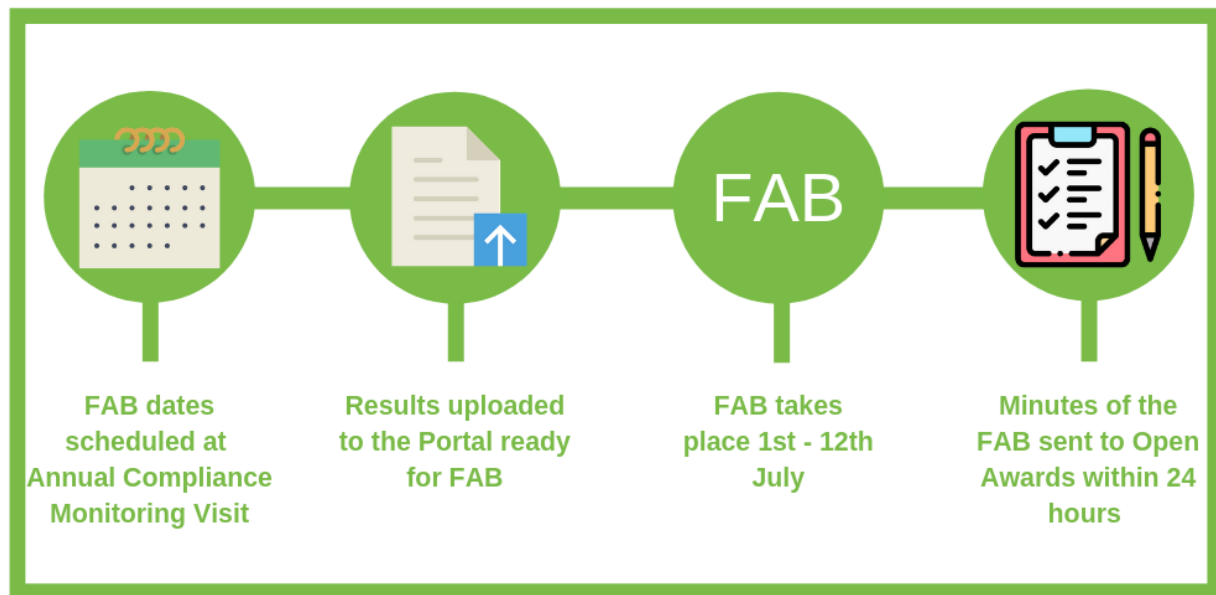 FAB
FAB dates
scheduled at
Annual Compliance
Monitoring Visit
Results uploaded
to the Portal ready
for FAB
FAB takes
place 1st - 12th
July
Minutes of the
FAB sent to Open
Awards within 24
hours